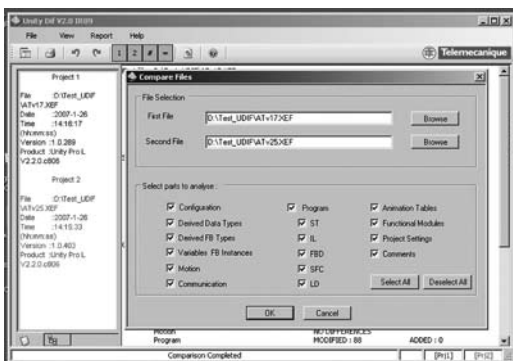 Unity Dif V2.0 IR09
File View Report Help
1 2 ≠ =
Telemecanique
Project 1
File :D:\Test_UDIF
\ATv17.XEF
Date :2007-1-26
Time :14:16:17
(hh:mm:ss)
Version :1.0.289
Product :Unity Pro L
V2.2.0.c806
Project 2
File :D:\Test_UDIF
\ATv25.XEF
Date :2007-1-26
Time :14:15:33
(hh:mm:ss)
Version :1.0.403
Product :Unity Pro L
V2.2.0.c806
Compare Files
File Selection
First File D:\Test_UDIF\ATv17.XEF Browse
Second File D:\Test_UDIF\ATv25.XEF Browse
Select parts to analyse :
Configuration Program Animation Tables
Derived Data Types ST Functional Modules
Derived FB Types IL Project Settings
Variables FB Instances FBD Comments
Motion SFC
Communication LD Select All Deselect All
OK Cancel
Motion NO DIFFERENCES
Program MODIFIED : 88 ADDED : 0
Comparison Completed [Prj1] [Prj2]